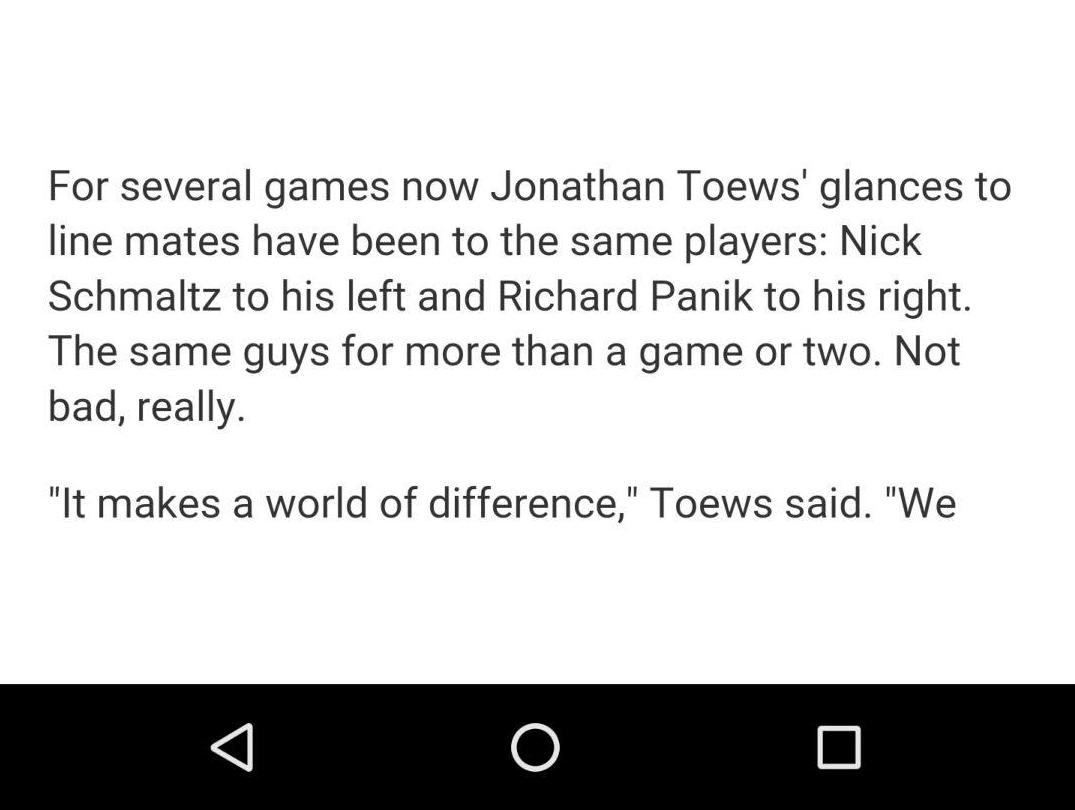 For several games now Jonathan Toews' glances to
line mates have been to the same players: Nick
Schmaltz to his left and Richard Panik to his right.
The same guys for more than a game or two. Not
bad, really.
"It makes a world of difference," Toews said. "We